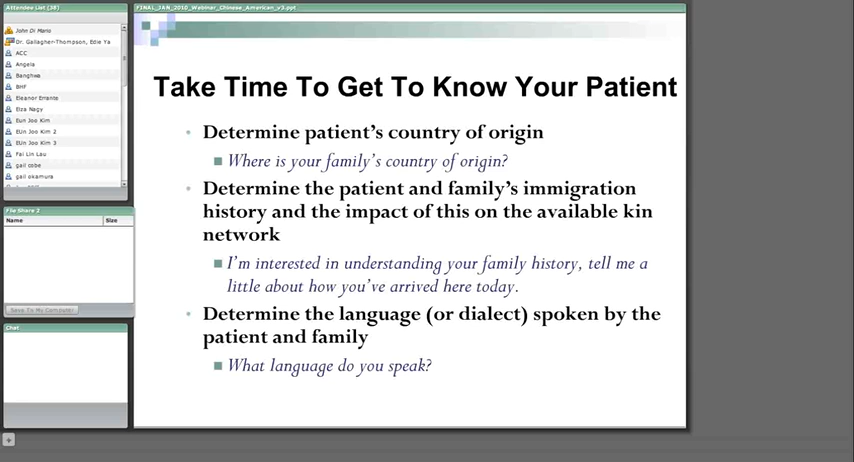 Attendee List (38)
John Di Mario
Dr. Gallagher-Thompson, Edie Ya
ACC
Angela
Banghwa
BHF
Eleanor Errante
Elza Nagy
EUn Joo Kim
EUn Joo Kim 2
EUn Joo Kim 3
Fai Lin Lau
gail cobe
gail okamura
File Share 2
Name Size
Save To My Computer
Chat
FINAL_JAN_2010_Webinar_Chinese_American_v3.ppt
Take Time To Get To Know Your Patient
Determine patient's country of origin
Where is your family's country of origin?
Determine the patient and family's immigration
history and the impact of this on the available kin
network
I'm interested in understanding your family history, tell me a
little about how you've arrived here today.
Determine the language (or dialect) spoken by the
patient and family
What language do you speak?